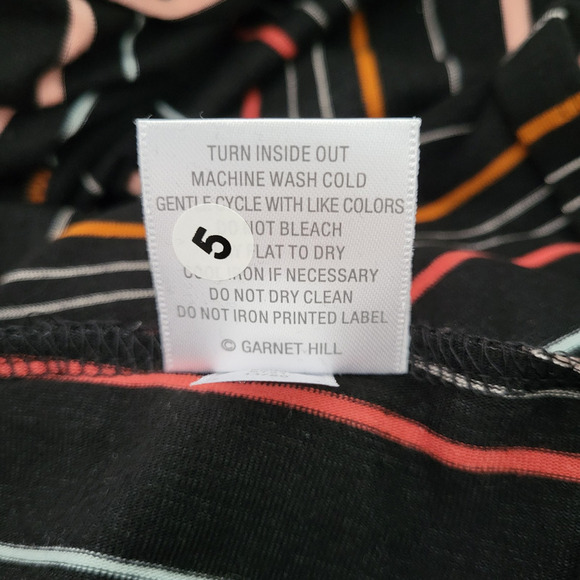 TURN INSIDE OUT
MACHINE WASH COLD
GENTLE CYCLE WITH LIKE COLORS
NOT BLEACH
FLAT TO DRY
IRON IF NECESSARY
DO NOT DRY CLEAN
DO NOT IRON PRINTED LABEL
© GARNET HILL
5